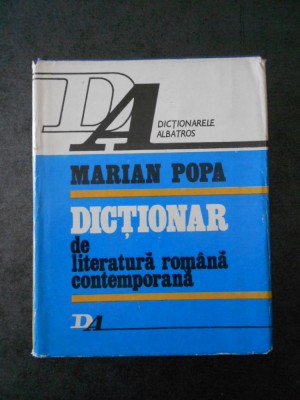 DA
DICȚIONARELE
ALBATROS
MARIAN POPA
DICȚIONAR
de
literatură română
contemporană
DA